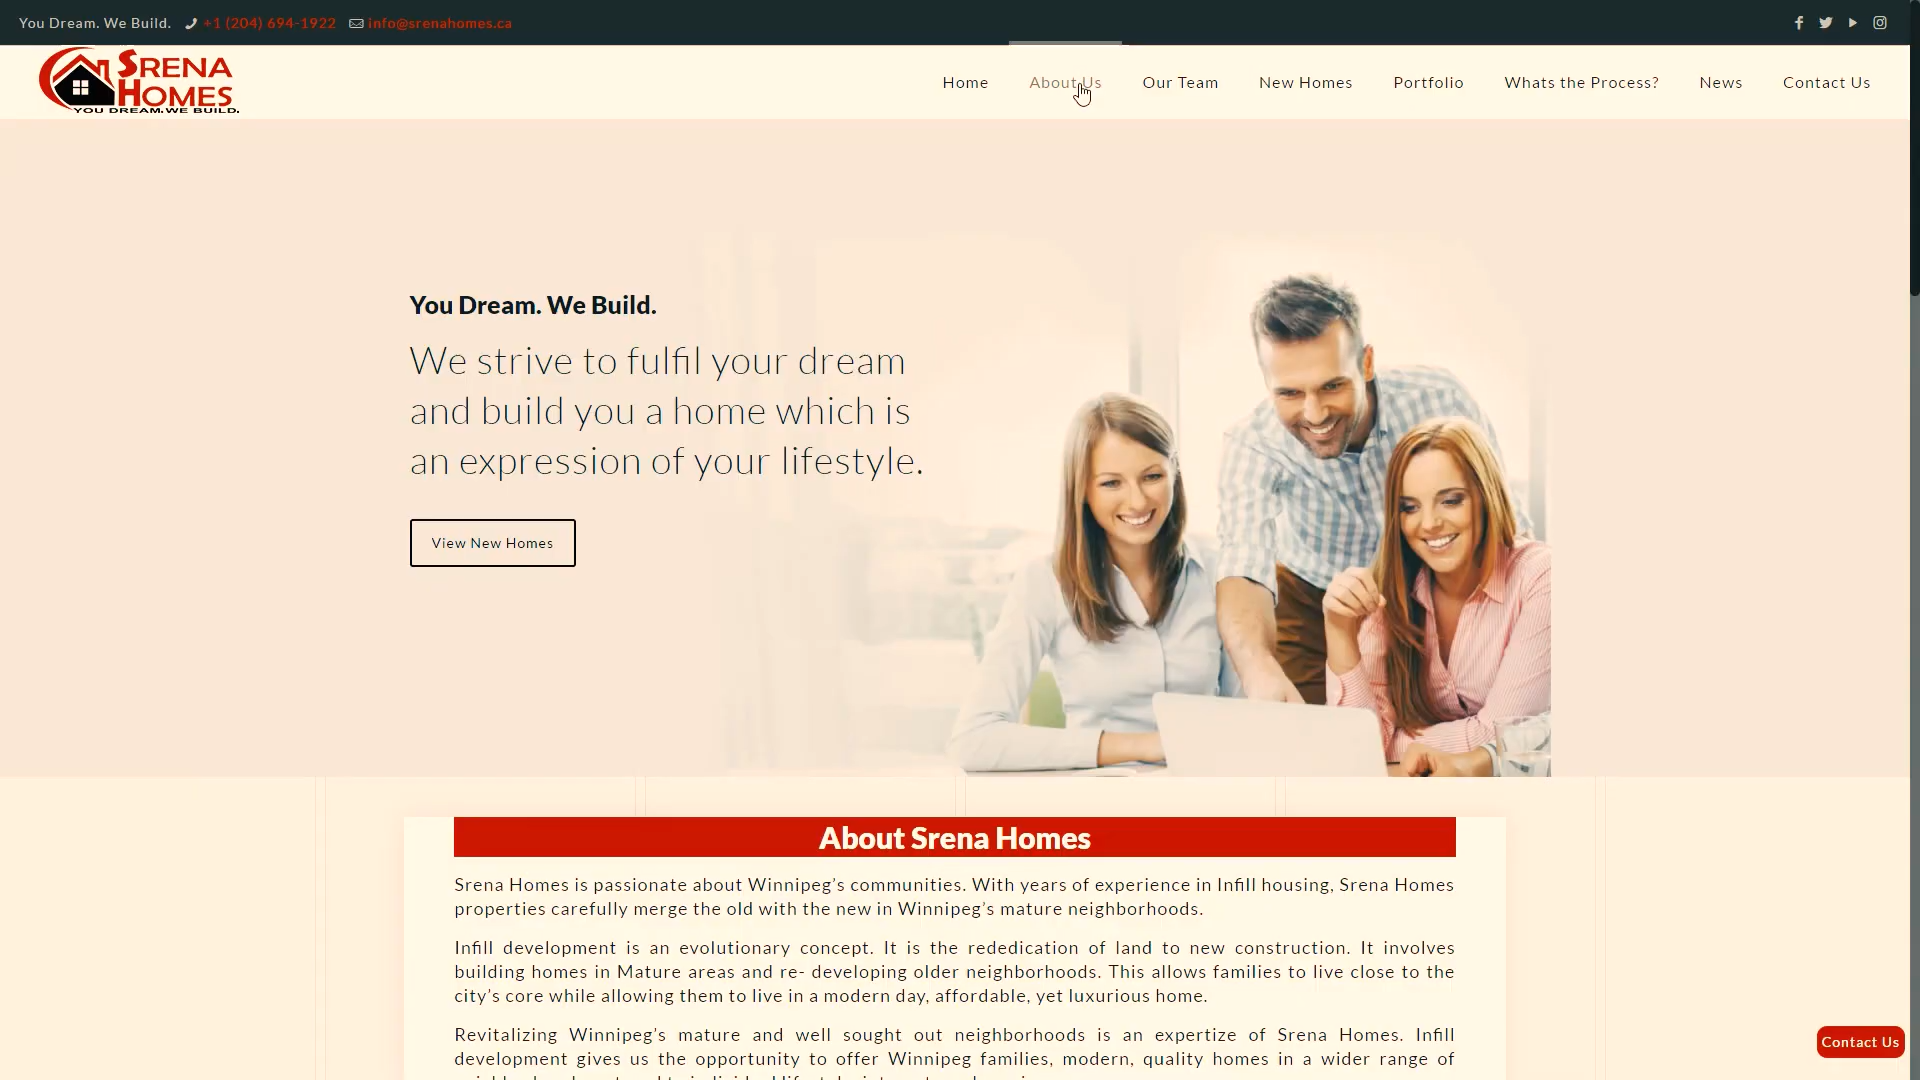 You Dream. We Build. +1 (204) 694-1922 info@srenahomes.ca
SRENA
HOMES
YOU DREAM.WE BUILD.
Home About Us Our Team New Homes Portfolio Whats the Process? News Contact Us
You Dream. We Build.
We strive to fulfil your dream
and build you a home which is
an expression of your lifestyle.
View New Homes
About Srena Homes
Srena Homes is passionate about Winnipeg’s communities. With years of experience in Infill housing, Srena Homes
properties carefully merge the old with the new in Winnipeg’s mature neighborhoods.
Infill development is an evolutionary concept. It is the rededication of land to new construction. It involves
building homes in Mature areas and re- developing older neighborhoods. This allows families to live close to the
city’s core while allowing them to live in a modern day, affordable, yet luxurious home.
Revitalizing Winnipeg’s mature and well sought out neighborhoods is an expertize of Srena Homes. Infill
development gives us the opportunity to offer Winnipeg families, modern, quality homes in a wider range of
Contact Us